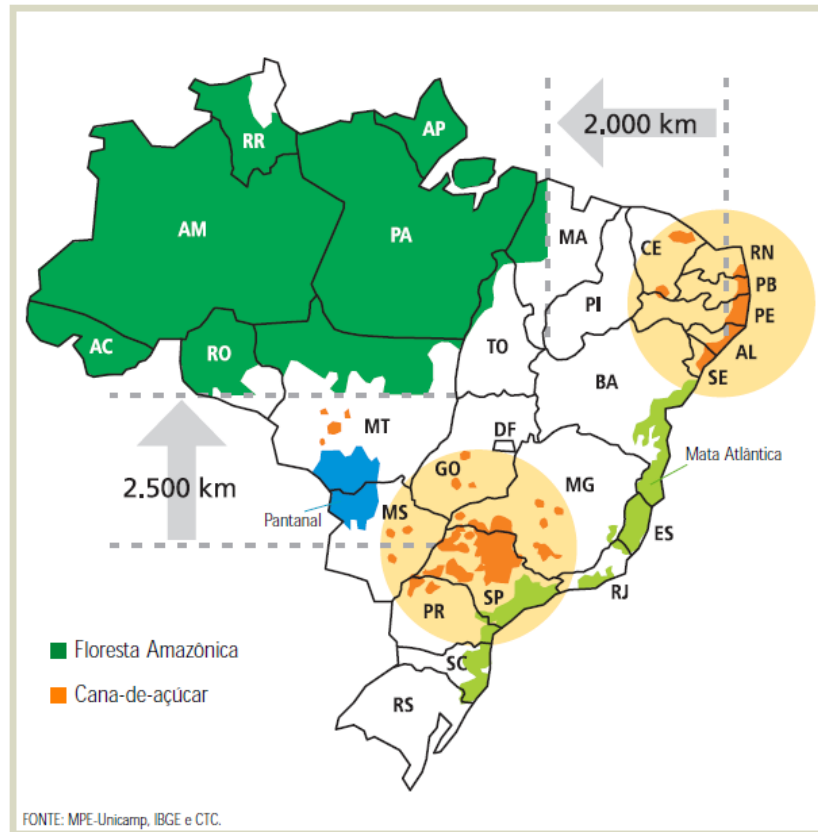 2.000 km
AP
RR
AM
PA
MA
CE
RN
PB
PI
PE
AC
RO
TO
AL
SE
BA
MT
DF
2.500 km
GO
MG
Mata Atlântica
Pantanal
MS
ES
SP
RJ
PR
Floresta Amazônica
SC
Cana-de-açúcar
RS
FONTE: MPE-Unicamp, IBGE e CTC.